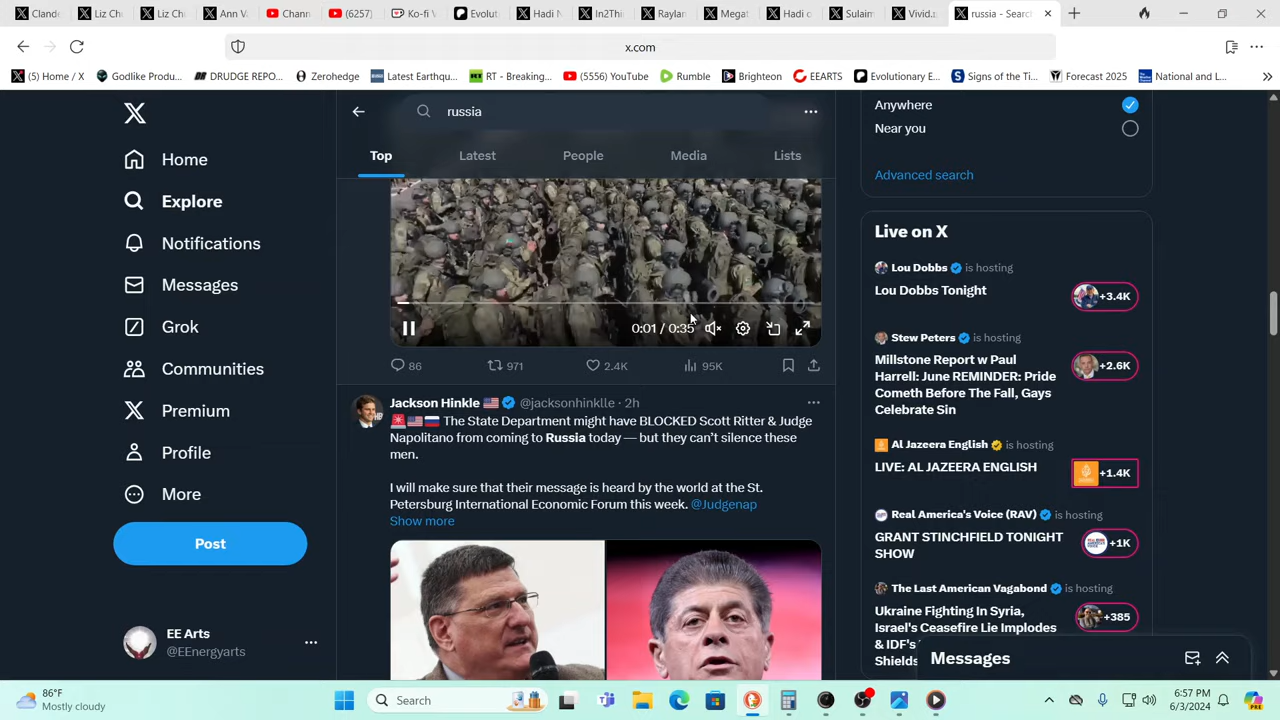 Clande
Liz Che
Liz Che
Ann Va
Chann
(6257)
Ko-fi V
Evolut
Hadi N
In2Thi
Raylan
Megat
Hadi c
Sulaim
Vivid.
russia - Searc
x.com
(5) Home / X
Godlike Produ...
DRUDGE REPO...
Zerohedge
Latest Earthqu...
RT - Breaking...
(5556) YouTube
Rumble
Brighteon
EEARTS
Evolutionary E...
Signs of the Ti...
Forecast 2025
National and L...
Home
Explore
Notifications
Messages
Grok
Communities
Premium
Profile
More
Post
EE Arts
@EEnergyarts
russia
Top
Latest
People
Media
Lists
0:01 / 0:35
86
971
2.4K
95K
Jackson Hinkle 🇺🇸 @jacksonhinklle · 2h
🚨🇺🇸🇷🇺 The State Department might have BLOCKED Scott Ritter & Judge
Napolitano from coming to Russia today — but they can't silence these
men.
I will make sure that their message is heard by the world at the St.
Petersburg International Economic Forum this week. @Judgenap
Show more
Anywhere
Near you
Advanced search
Live on X
Lou Dobbs is hosting
Lou Dobbs Tonight
+3.4K
Stew Peters is hosting
Millstone Report w Paul
Harrell: June REMINDER: Pride
Cometh Before The Fall, Gays
Celebrate Sin
+2.6K
Al Jazeera English is hosting
LIVE: AL JAZEERA ENGLISH
+1.4K
Real America's Voice (RAV) is hosting
GRANT STINCHFIELD TONIGHT
SHOW
+1K
The Last American Vagabond is hosting
Ukraine Fighting In Syria,
Israel's Ceasefire Lie Implodes
& IDF's
Shields
+385
Messages
86°F
Mostly cloudy
Search
6:57 PM
6/3/2024